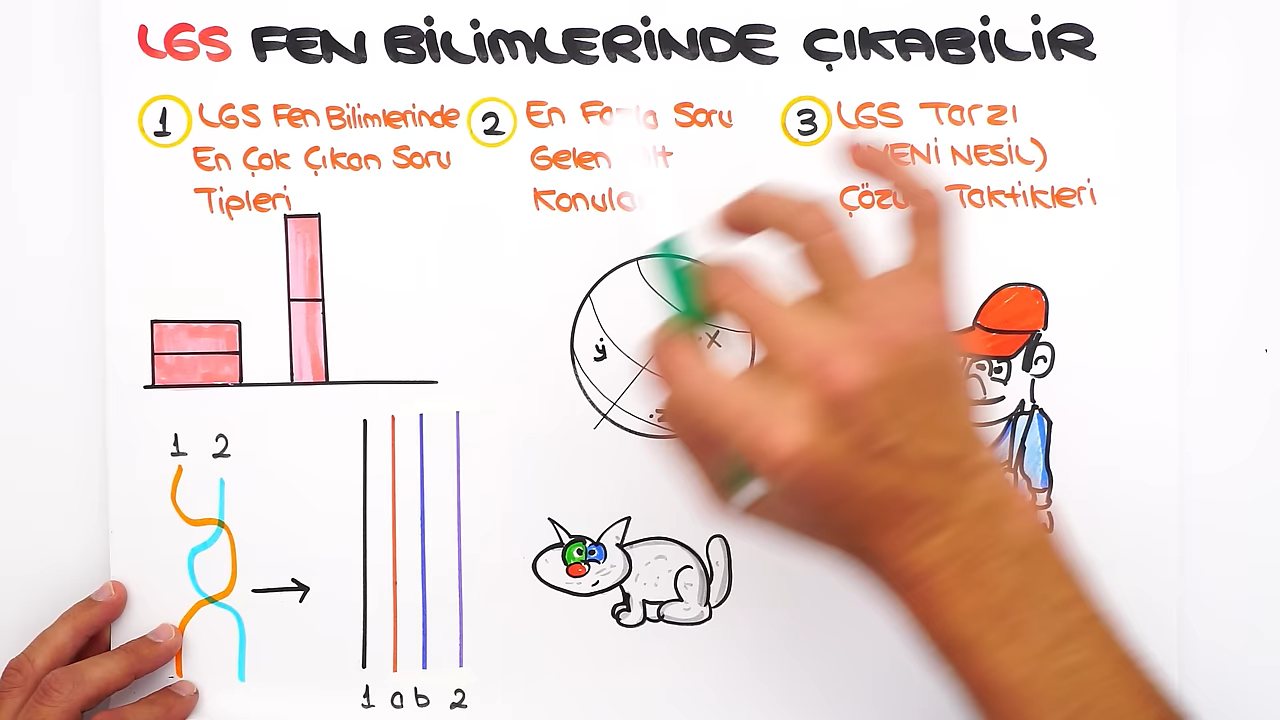 LGS FEN BİLİMLERİNDE ÇIKABİLİR
1 LGS Fen Bilimlerinde
En Çok Çıkan Soru
Tipleri
2 En Soru
Gelen
3 LGS Tarzı
NESİL)
Taktikleri
y
X
1 2
1 a b 2